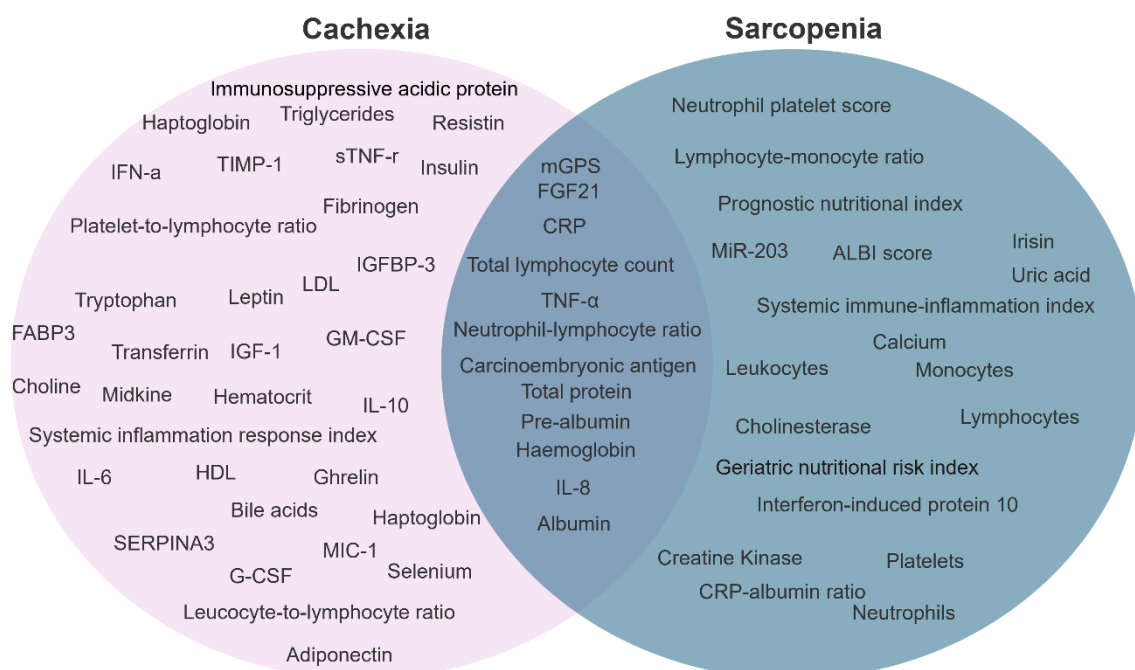 Cachexia
Sarcopenia
Immunosuppressive acidic protein
Haptoglobin
Triglycerides
Resistin
IFN-a
TIMP-1
sTNF-r
Insulin
Fibrinogen
Platelet-to-lymphocyte ratio
IGFBP-3
LDL
Tryptophan
Leptin
FABP3
GM-CSF
Transferrin
IGF-1
Choline
Midkine
Hematocrit
IL-10
Systemic inflammation response index
IL-6
HDL
Ghrelin
Bile acids
Haptoglobin
SERPINA3
MIC-1
G-CSF
Selenium
Leucocyte-to-lymphocyte ratio
Adiponectin
mGPS
FGF21
CRP
Total lymphocyte count
TNF-α
Neutrophil-lymphocyte ratio
Carcinoembryonic antigen
Total protein
Pre-albumin
Haemoglobin
IL-8
Albumin
Neutrophil platelet score
Lymphocyte-monocyte ratio
Prognostic nutritional index
MiR-203
ALBI score
Irisin
Uric acid
Systemic immune-inflammation index
Calcium
Leukocytes
Monocytes
Cholinesterase
Lymphocytes
Geriatric nutritional risk index
Interferon-induced protein 10
Creatine Kinase
Platelets
CRP-albumin ratio
Neutrophils